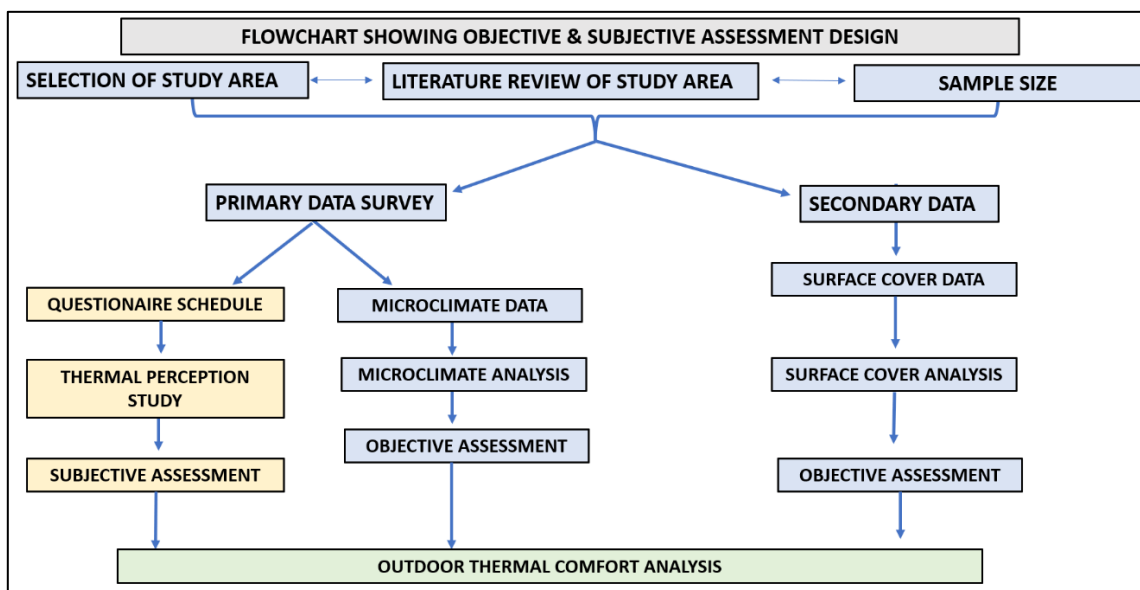 FLOWCHART SHOWING OBJECTIVE & SUBJECTIVE ASSESSMENT DESIGN
SELECTION OF STUDY AREA
LITERATURE REVIEW OF STUDY AREA
SAMPLE SIZE
PRIMARY DATA SURVEY
SECONDARY DATA
SURFACE COVER DATA
QUESTIONAIRE SCHEDULE
MICROCLIMATE DATA
THERMAL PERCEPTION
STUDY
MICROCLIMATE ANALYSIS
SURFACE COVER ANALYSIS
OBJECTIVE ASSESSMENT
SUBJECTIVE ASSESSMENT
OBJECTIVE ASSESSMENT
OUTDOOR THERMAL COMFORT ANALYSIS